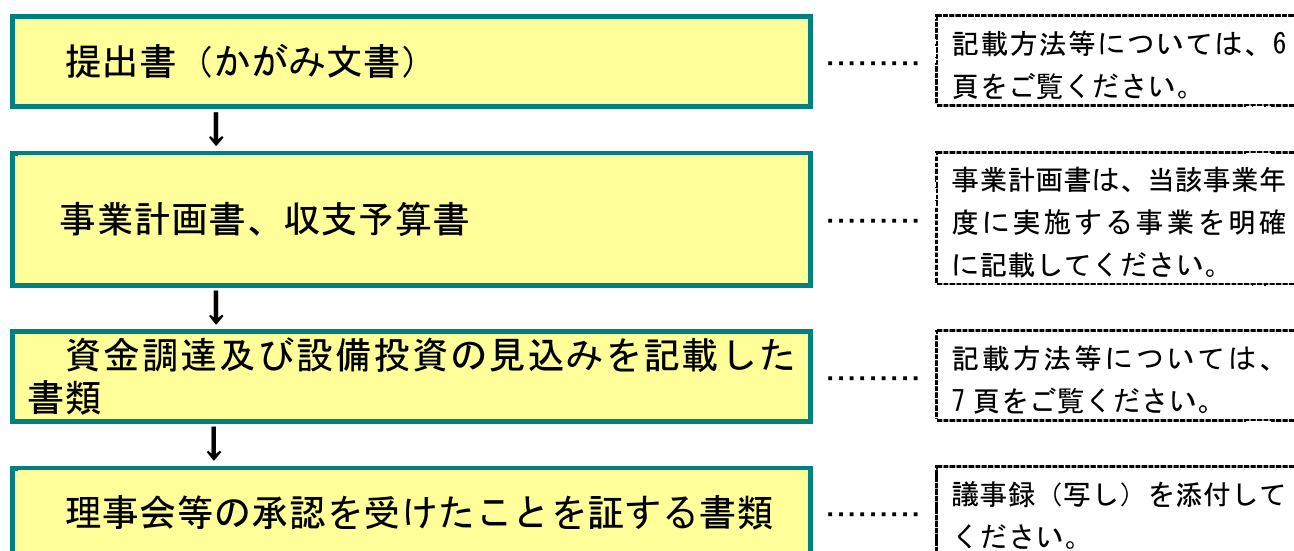 提出書（かがみ文書）
………
記載方法等については、6
頁をご覧ください。
↓
事業計画書、収支予算書
………
事業計画書は、当該事業年
度に実施する事業を明確
に記載してください。
↓
資金調達及び設備投資の見込みを記載した
書類
………
記載方法等については、
7 頁をご覧ください。
↓
理事会等の承認を受けたことを証する書類
………
議事録（写し）を添付して
ください。